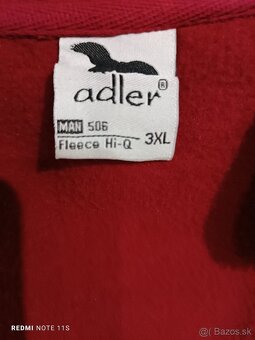 adler®
MAN 506
Fleece Hi-Q 3XL
REDMI NOTE 11S
© Bazos.sk